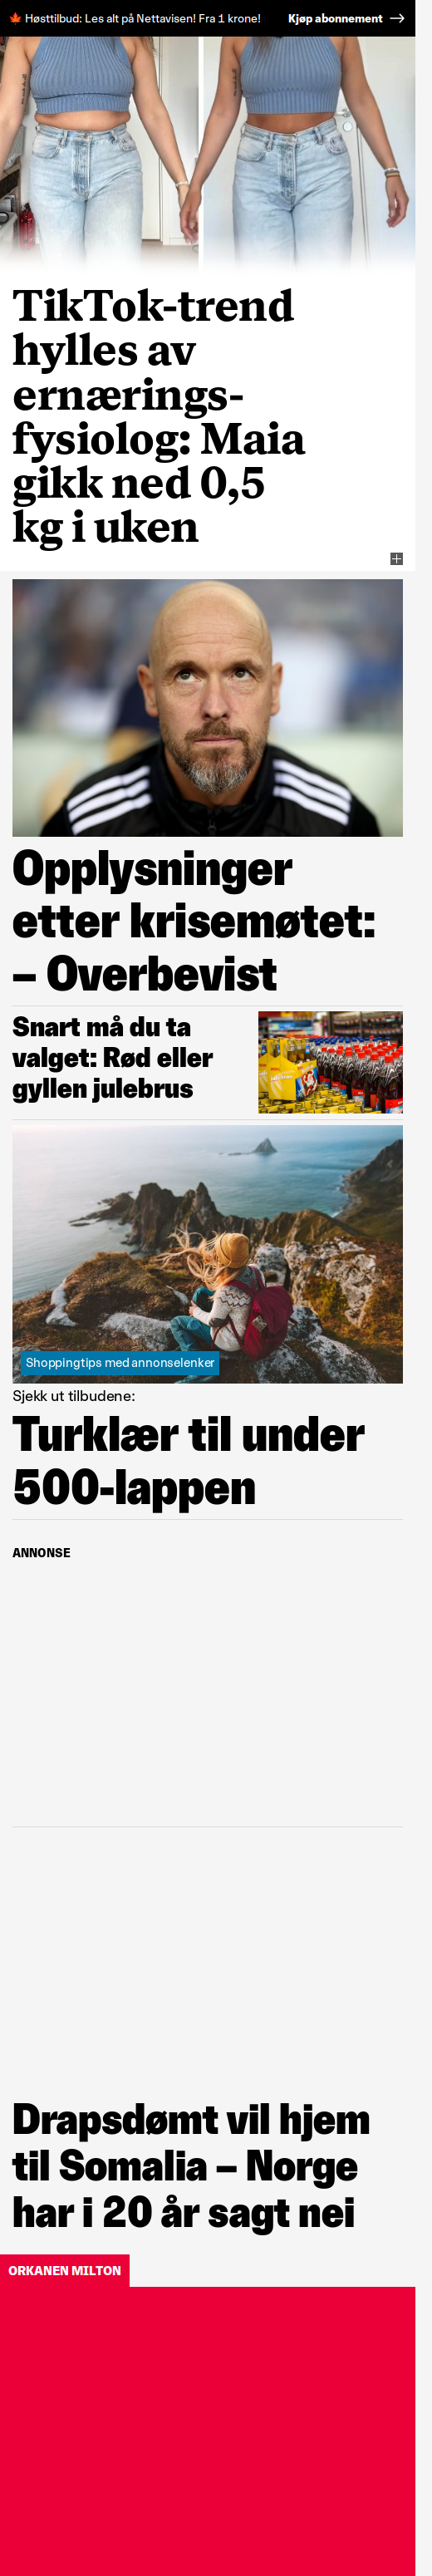 🍁 Høsttilbud: Les alt på Nettavisen! Fra 1 krone! Kjøp abonnement →
TikTok-trend
hylles av
ernærings-
fysiolog: Maia
gikk ned 0,5
kg i uken
Opplysninger
etter krisemøtet:
– Overbevist
Snart må du ta
valget: Rød eller
gyllen julebrus
Shoppingtips med annonselenker
Sjekk ut tilbudene:
Turklær til under
500-lappen
ANNONSE
Drapsdømt vil hjem
til Somalia – Norge
har i 20 år sagt nei
ORKANEN MILTON